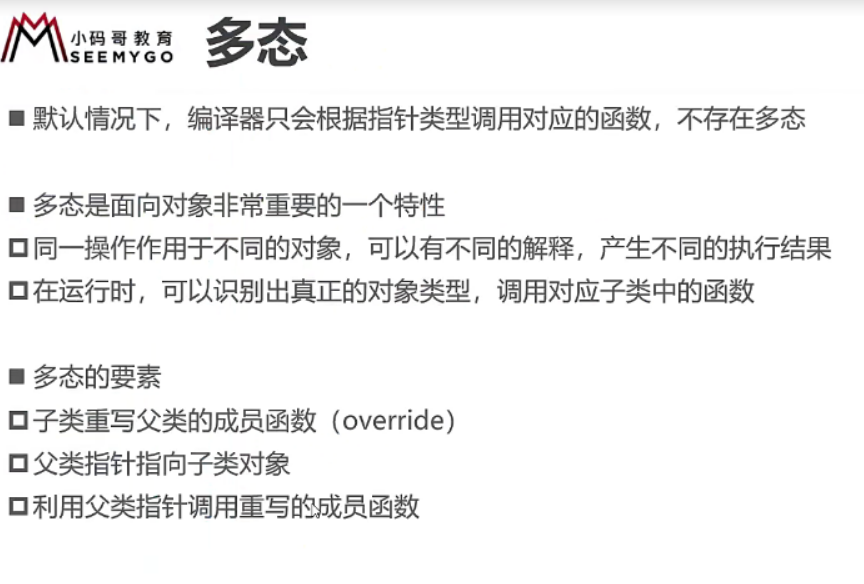 小码哥教育
SEEMYGO
多态
默认情况下，编译器只会根据指针类型调用对应的函数，不存在多态
多态是面向对象非常重要的一个特性
同一操作作用于不同的对象，可以有不同的解释，产生不同的执行结果
在运行时，可以识别出真正的对象类型，调用对应子类中的函数
多态的要素
子类重写父类的成员函数（override）
父类指针指向子类对象
利用父类指针调用重写的成员函数